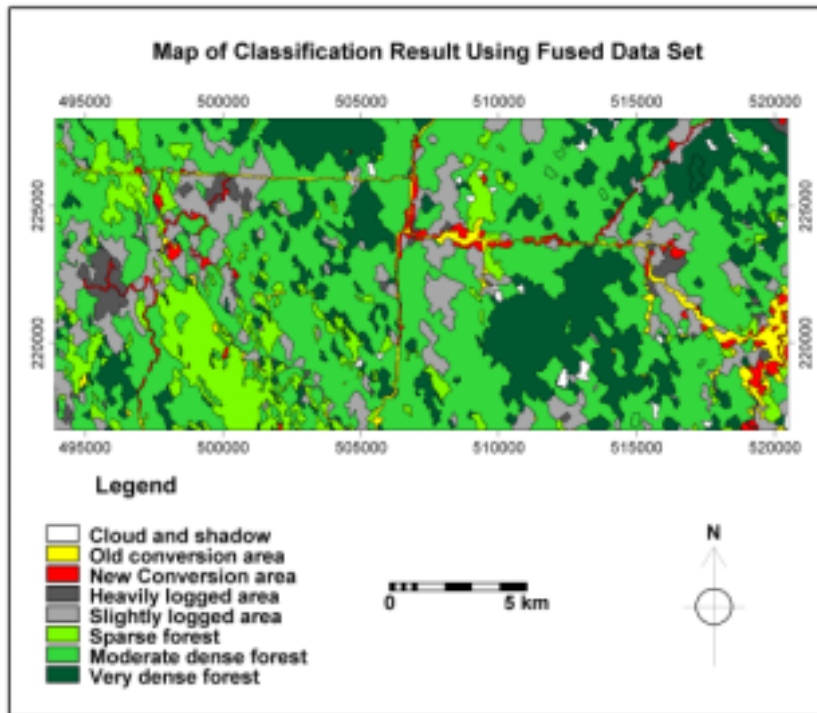 Map of Classification Result Using Fused Data Set
495000 500000 505000 510000 515000 520000
225000 225000
220000 220000
495000 500000 505000 510000 515000 520000
Legend
Cloud and shadow
Old conversion area
New Conversion area
Heavily logged area
Slightly logged area
Sparse forest
Moderate dense forest
Very dense forest
0 5 km
N